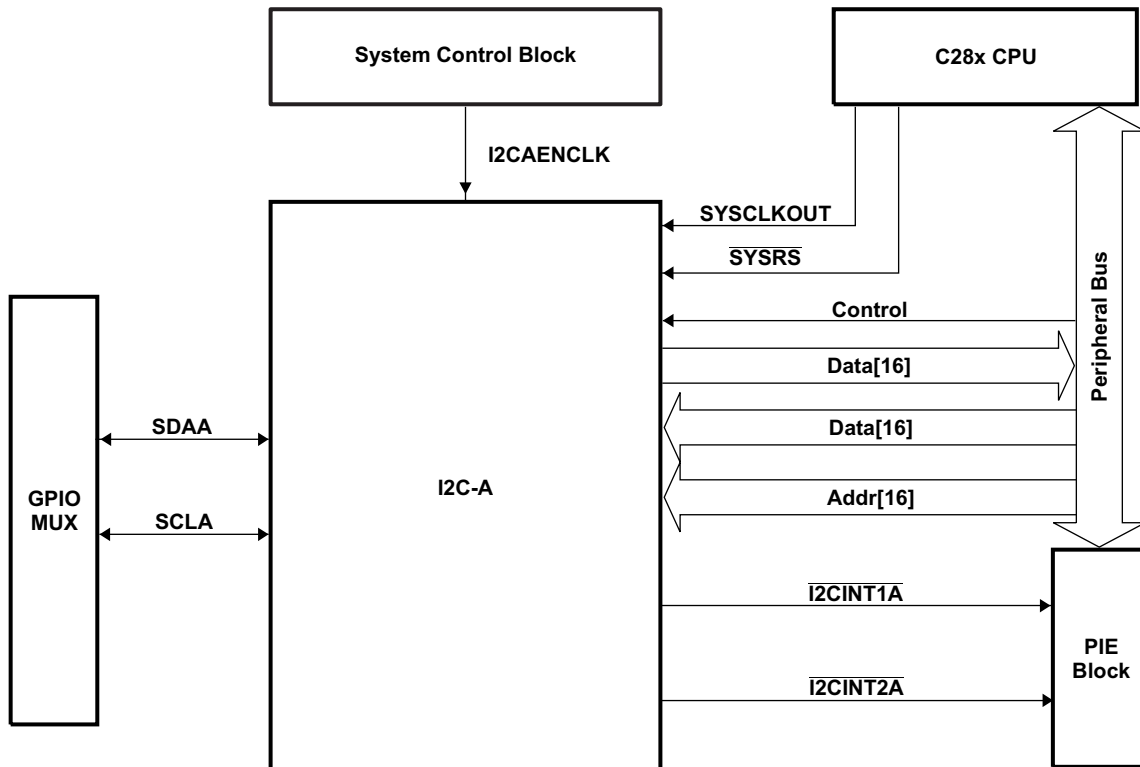 System Control Block
C28x CPU
I2CAENCLK
SYSCLKOUT
SYSRS
Control
Data[16]
Data[16]
Addr[16]
Peripheral Bus
SDAA
SCLA
GPIO
MUX
I2C-A
I2CINT1A
I2CINT2A
PIE
Block